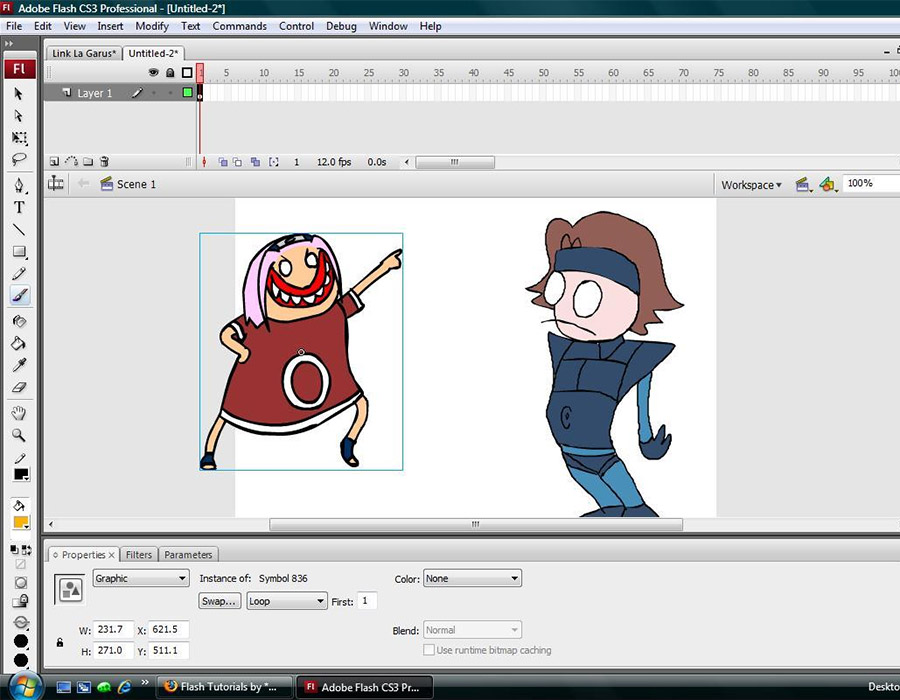 Adobe Flash CS3 Professional - [Untitled-2*]
File Edit View Insert Modify Text Commands Control Debug Window Help
Link La Garus* Untitled-2*
Fl
1 5 10 15 20 25 30 35 40 45 50 55 60 65 70 75 80 85 90 95 100
Layer 1
1 12.0 fps 0.0s
Scene 1 Workspace 100%
Properties Filters Parameters
Graphic Instance of: Symbol 836 Color: None
Swap... Loop First: 1
W: 231.7 X: 621.5 Blend: Normal
H: 271.0 Y: 511.1 Use runtime bitmap caching
Flash Tutorials by *... Adobe Flash CS3 Pr... Deskto